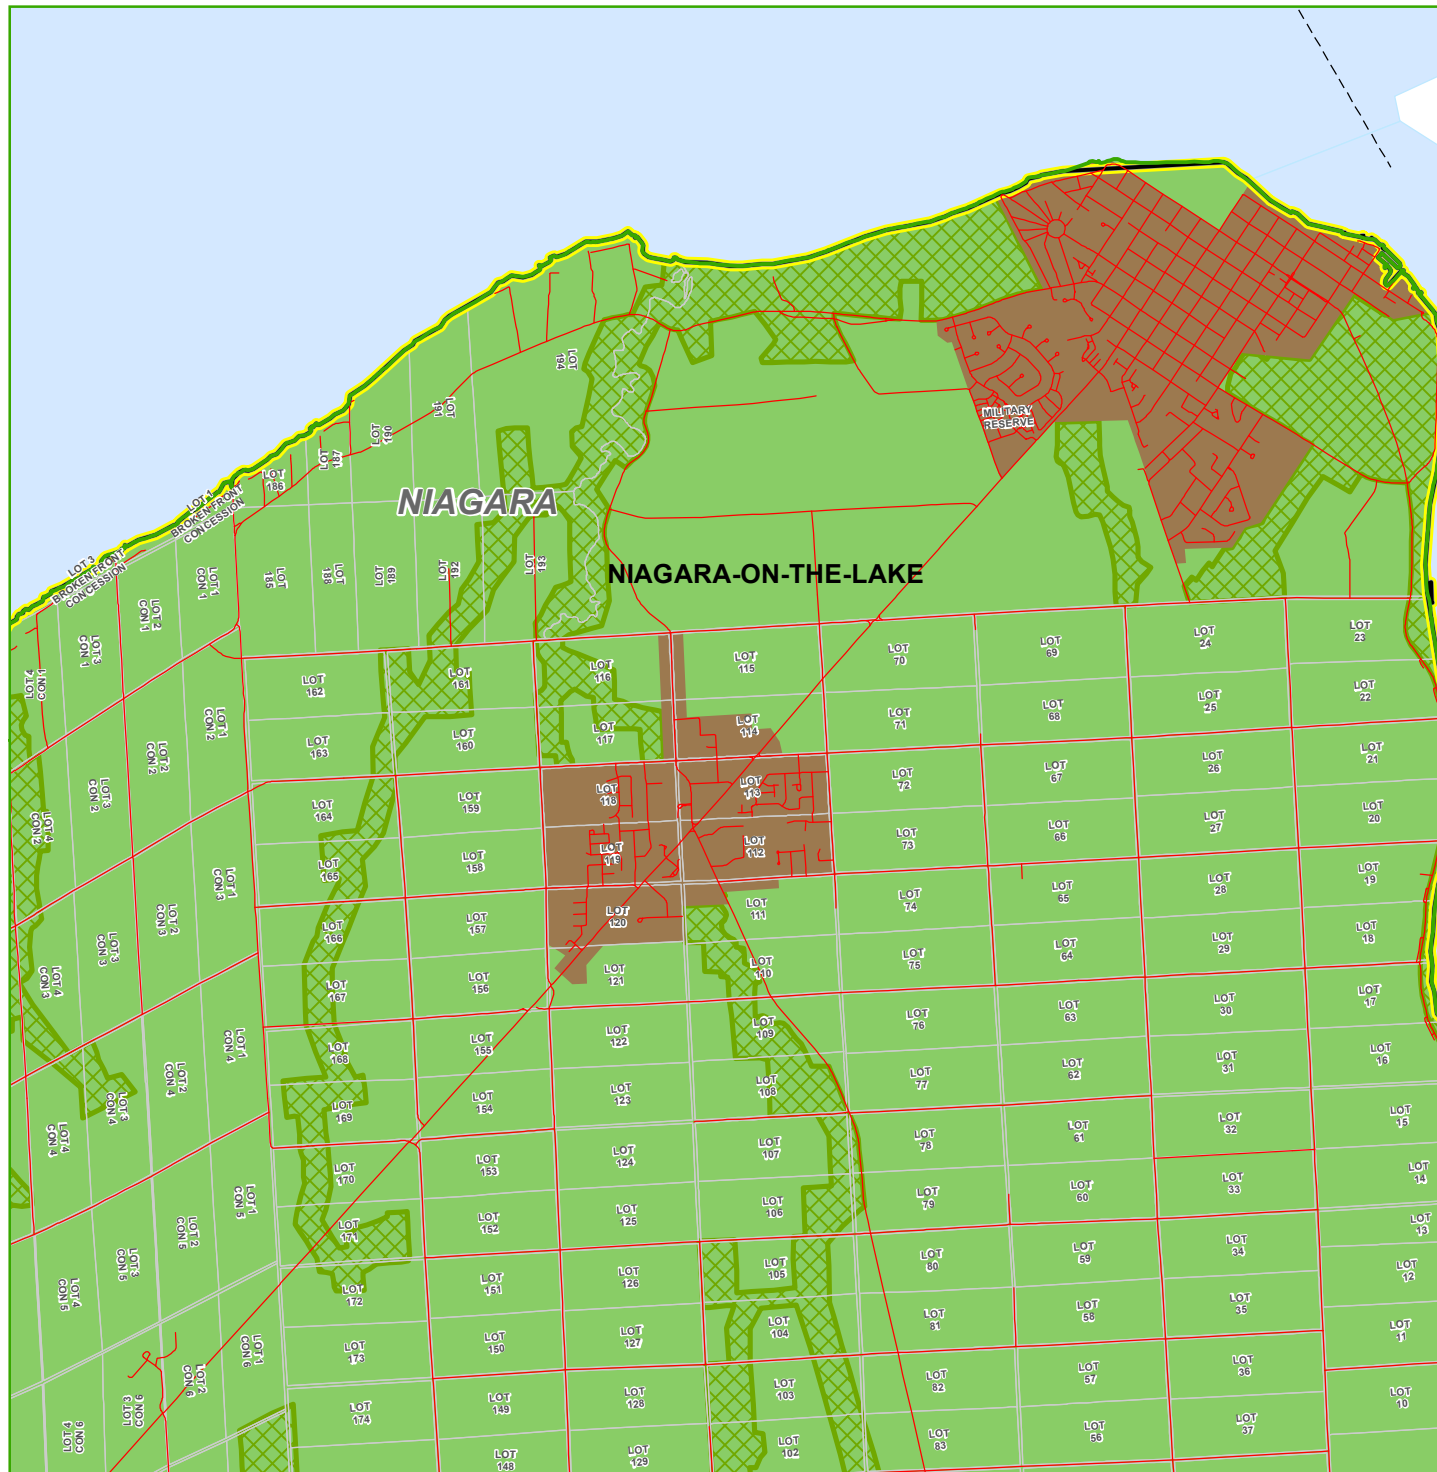 LOT
194
LOT
191
LOT
190
LOT
187
LOT
186
MILITARY
RESERVE
NIAGARA
LOT 1
BROKEN FRONT
CONCESSION
LOT 3
BROKEN FRONT
CONCESSION
NIAGARA-ON-THE-LAKE
LOT 1
CON 1
LOT
185
LOT
188
LOT
189
LOT
192
LOT
193
LOT 2
CON 1
LOT 3
CON 1
LOT 4
CON 1
LOT
162
LOT
161
LOT
116
LOT
115
LOT
70
LOT
69
LOT
24
LOT
23
LOT 1
CON 2
LOT 2
CON 2
LOT 3
CON 2
LOT 4
CON 2
LOT
163
LOT
160
LOT
117
LOT
114
LOT
71
LOT
68
LOT
25
LOT
22
LOT
164
LOT
159
LOT
118
LOT
113
LOT
72
LOT
67
LOT
26
LOT
21
LOT
165
LOT
158
LOT
119
LOT
112
LOT
73
LOT
66
LOT
27
LOT
20
LOT 1
CON 3
LOT 2
CON 3
LOT 3
CON 3
LOT 4
CON 3
LOT
166
LOT
157
LOT
120
LOT
111
LOT
74
LOT
65
LOT
28
LOT
19
LOT
167
LOT
156
LOT
121
LOT
110
LOT
75
LOT
64
LOT
29
LOT
18
LOT 1
CON 4
LOT 2
CON 4
LOT 3
CON 4
LOT 4
CON 4
LOT
168
LOT
155
LOT
122
LOT
109
LOT
76
LOT
63
LOT
30
LOT
17
LOT
169
LOT
154
LOT
123
LOT
108
LOT
77
LOT
62
LOT
31
LOT
16
LOT
170
LOT
153
LOT
124
LOT
107
LOT
78
LOT
61
LOT
32
LOT
15
LOT 1
CON 5
LOT 2
CON 5
LOT 3
CON 5
LOT 4
CON 5
LOT
171
LOT
152
LOT
125
LOT
106
LOT
79
LOT
60
LOT
33
LOT
14
LOT
172
LOT
151
LOT
126
LOT
105
LOT
80
LOT
59
LOT
34
LOT
13
LOT
12
LOT
173
LOT
150
LOT
127
LOT
104
LOT
81
LOT
58
LOT
35
LOT
11
LOT 1
CON 6
LOT 2
CON 6
LOT 3
CON 6
LOT 4
CON 6
LOT
174
LOT
149
LOT
128
LOT
103
LOT
82
LOT
57
LOT
36
LOT
10
LOT
148
LOT
129
LOT
102
LOT
83
LOT
56
LOT
37